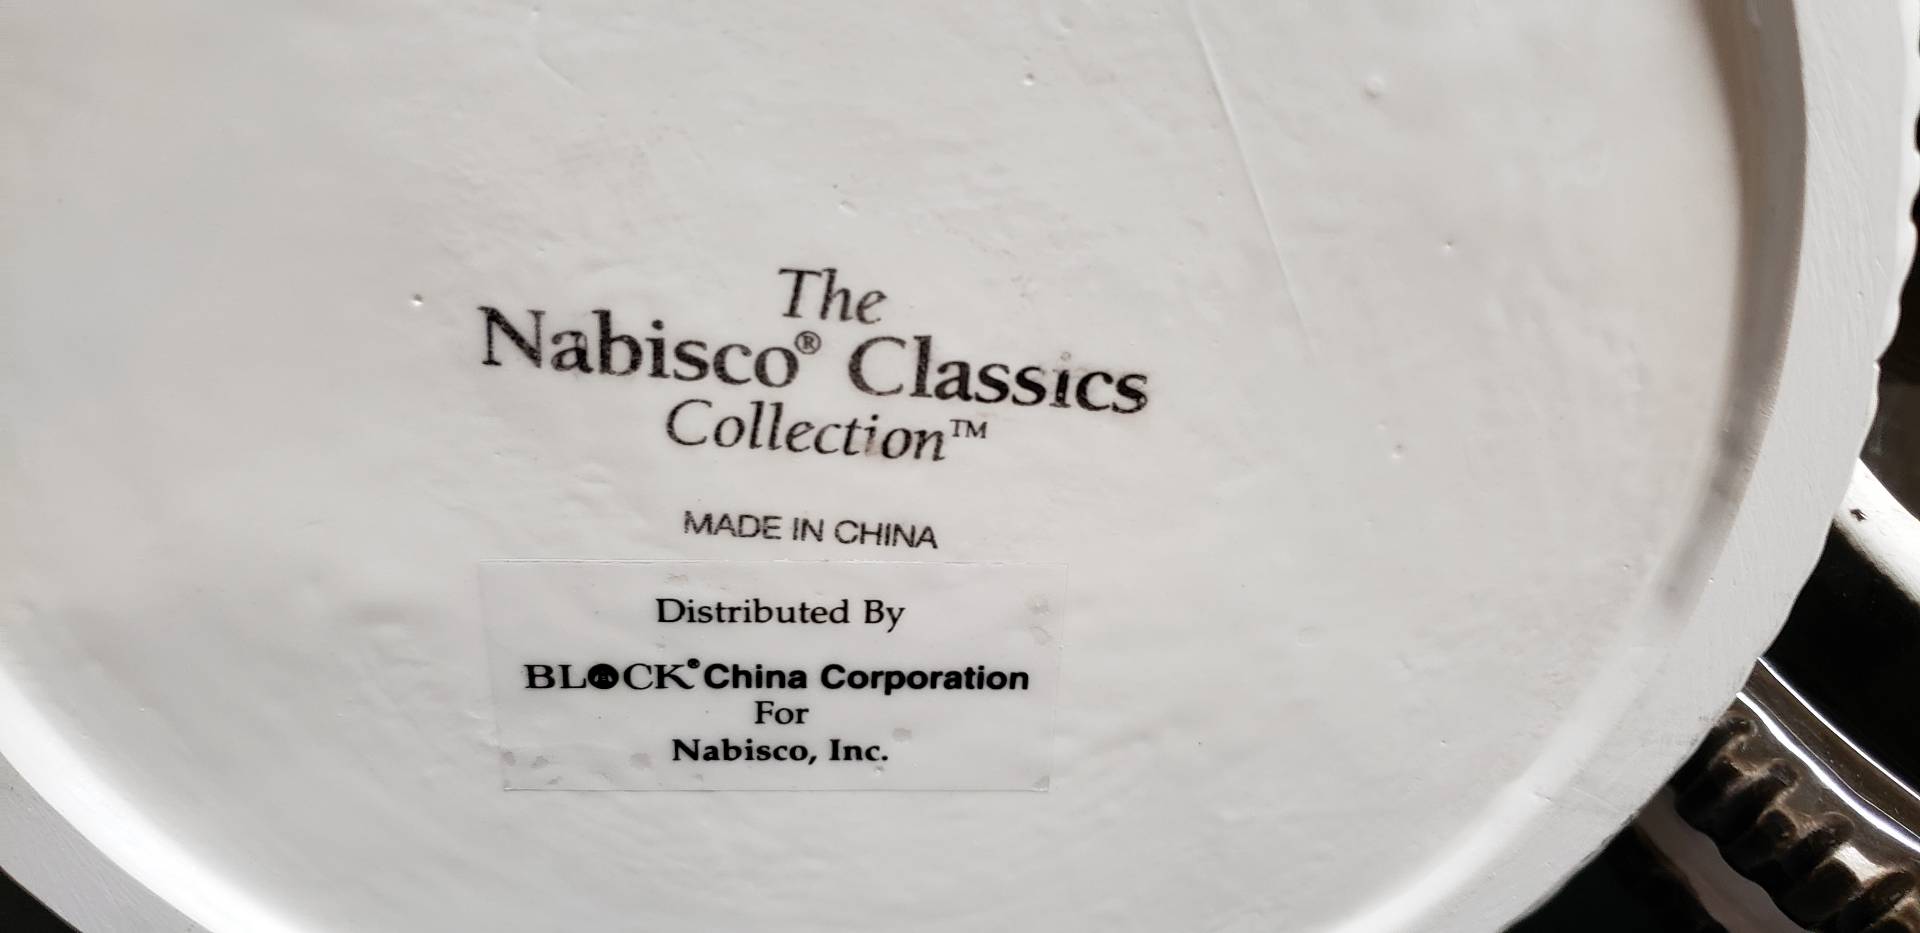 The
Nabisco® Classics
Collection™
MADE IN CHINA
Distributed By
BLOCK® China Corporation
For
Nabisco, Inc.